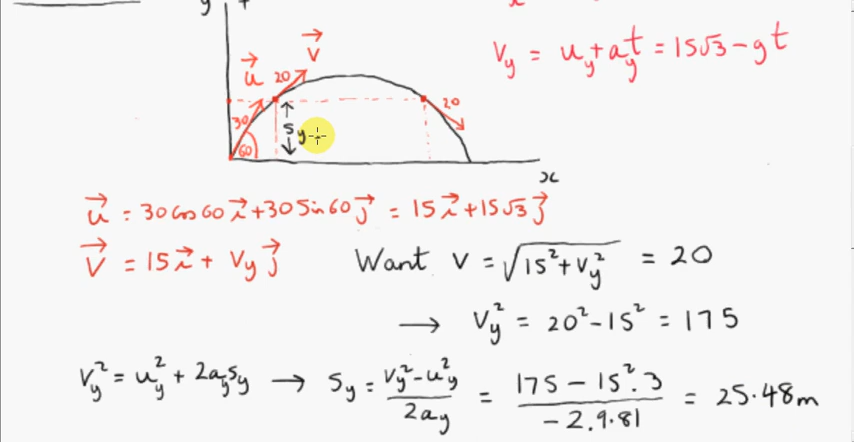 y
V⃗
u⃗ 20
V_y = u_y + a_y t = 15√3 - gt
30
20
S_y
60
x
u⃗ = 30 cos 60 i⃗ + 30 Sin 60 j⃗ = 15 i⃗ + 15√3 j⃗
V⃗ = 15 i⃗ + V_y j⃗ Want V = √(15² + V_y²) = 20
→ V_y² = 20² - 15² = 175
V_y² = u_y² + 2a_y s_y → S_y = (V_y² - u_y²)/(2a_y) = (175 - 15².3)/(-2.9.81) = 25.48m